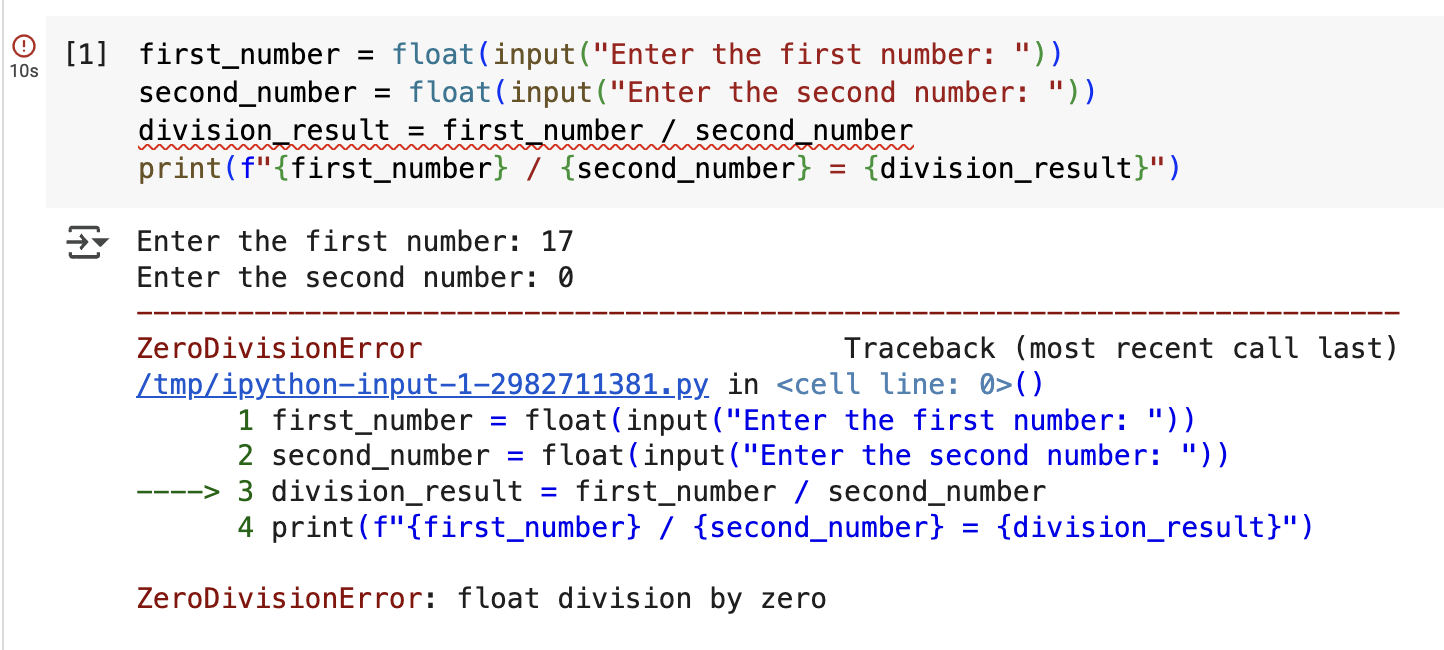 [1] first_number = float(input("Enter the first number: "))
second_number = float(input("Enter the second number: "))
division_result = first_number / second_number
print(f"{first_number} / {second_number} = {division_result}")
10s
Enter the first number: 17
Enter the second number: 0
---------------------------------------------------------------------------
ZeroDivisionError Traceback (most recent call last)
/tmp/ipython-input-1-2982711381.py in <cell line: 0>()
1 first_number = float(input("Enter the first number: "))
2 second_number = float(input("Enter the second number: "))
----> 3 division_result = first_number / second_number
4 print(f"{first_number} / {second_number} = {division_result}")
ZeroDivisionError: float division by zero